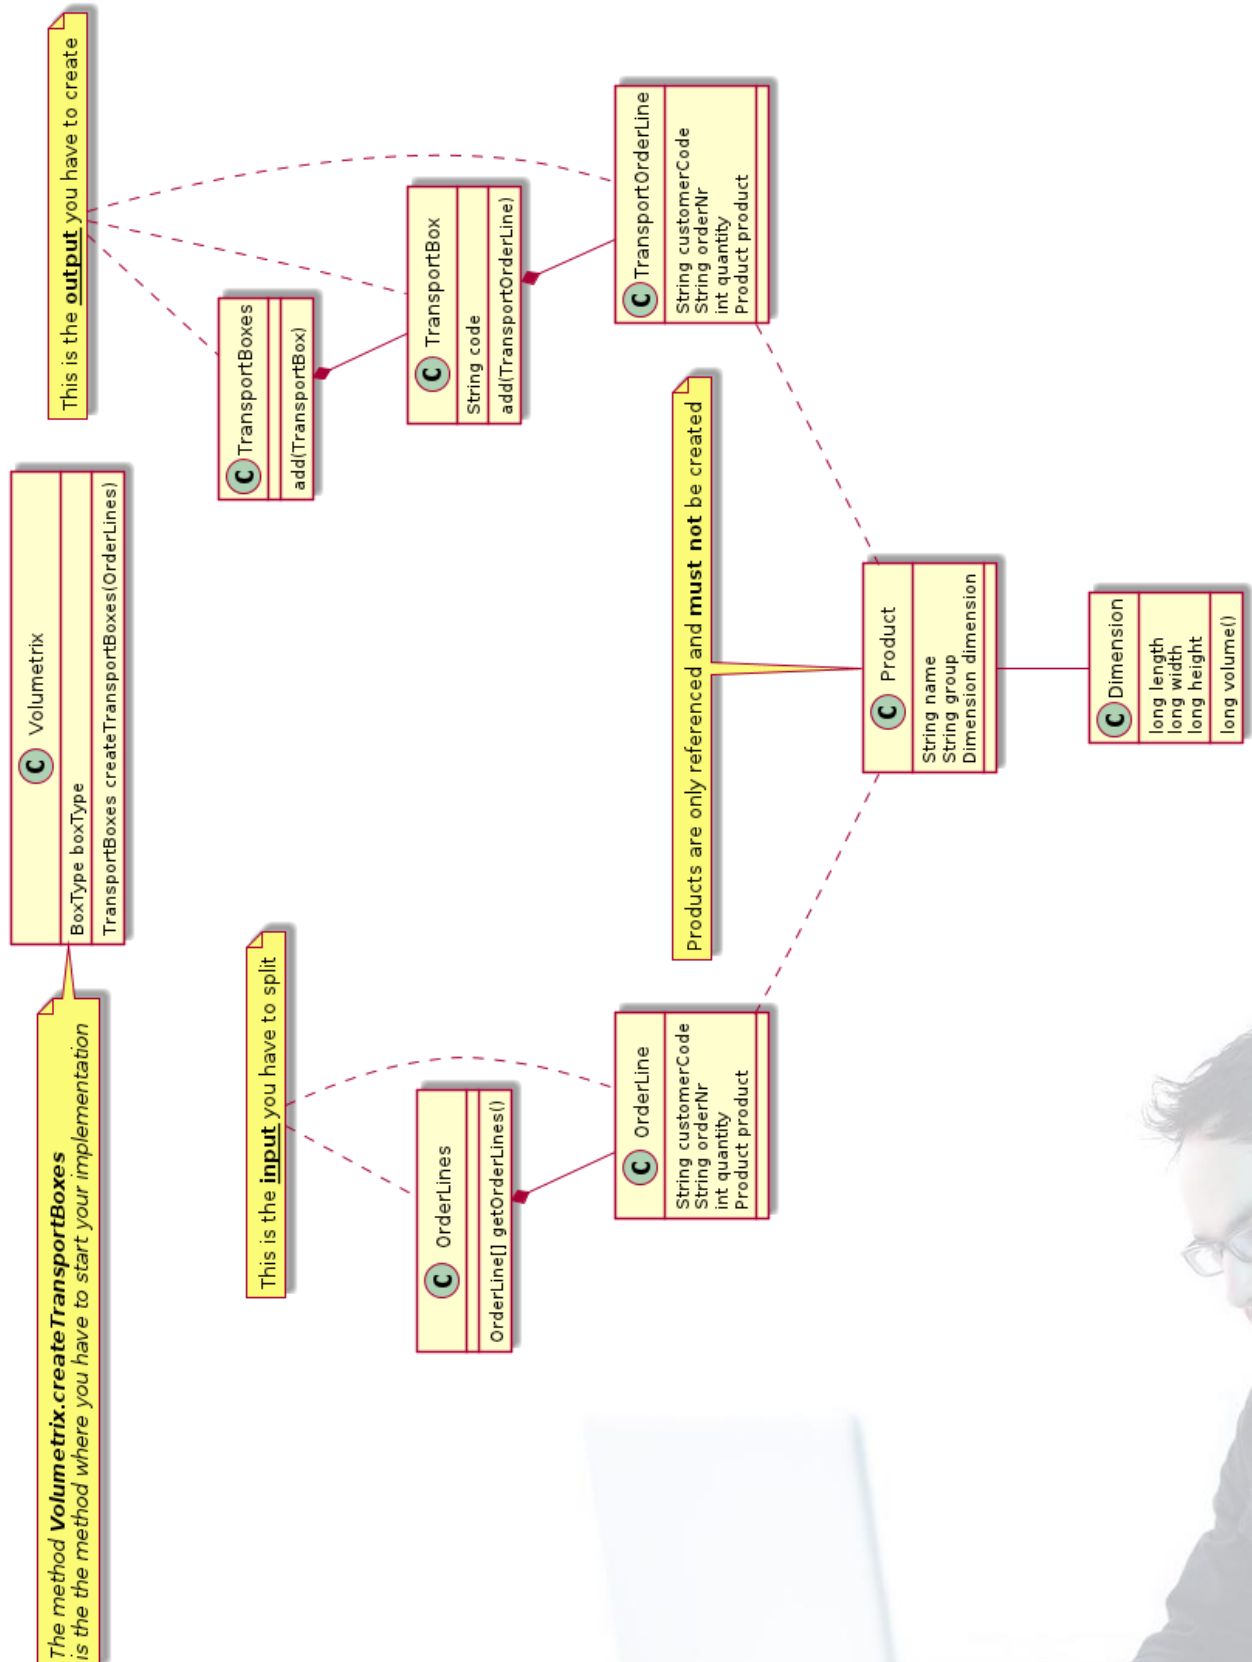 The method Volumetrix.createTransportBoxes
is the the method where you have to start your implementation
C Volumetrix
BoxType boxType
TransportBoxes createTransportBoxes(OrderLines)
This is the output you have to create
This is the input you have to split
C TransportBoxes
add(TransportBox)
C OrderLines
OrderLine[] getOrderLines()
C TransportBox
String code
add(TransportOrderLine)
C OrderLine
String customerCode
String orderNr
int quantity
Product product
C TransportOrderLine
String customerCode
String orderNr
int quantity
Product product
Products are only referenced and must not be created
C Product
String name
String group
Dimension dimension
C Dimension
long length
long width
long height
long volume()